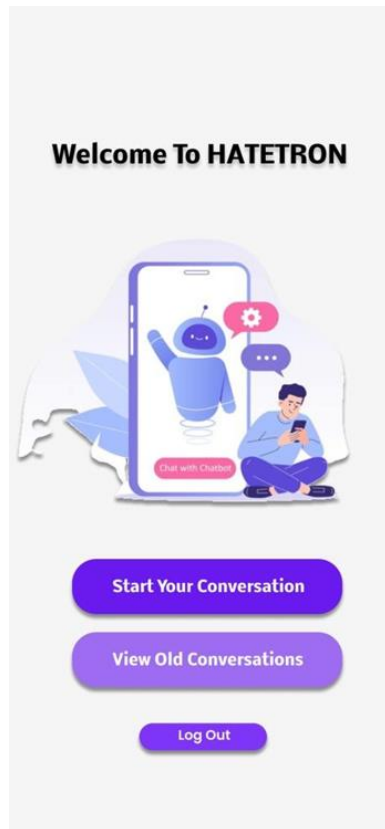 Welcome To HATETRON
Chat with Chatbot
Start Your Conversation
View Old Conversations
Log Out